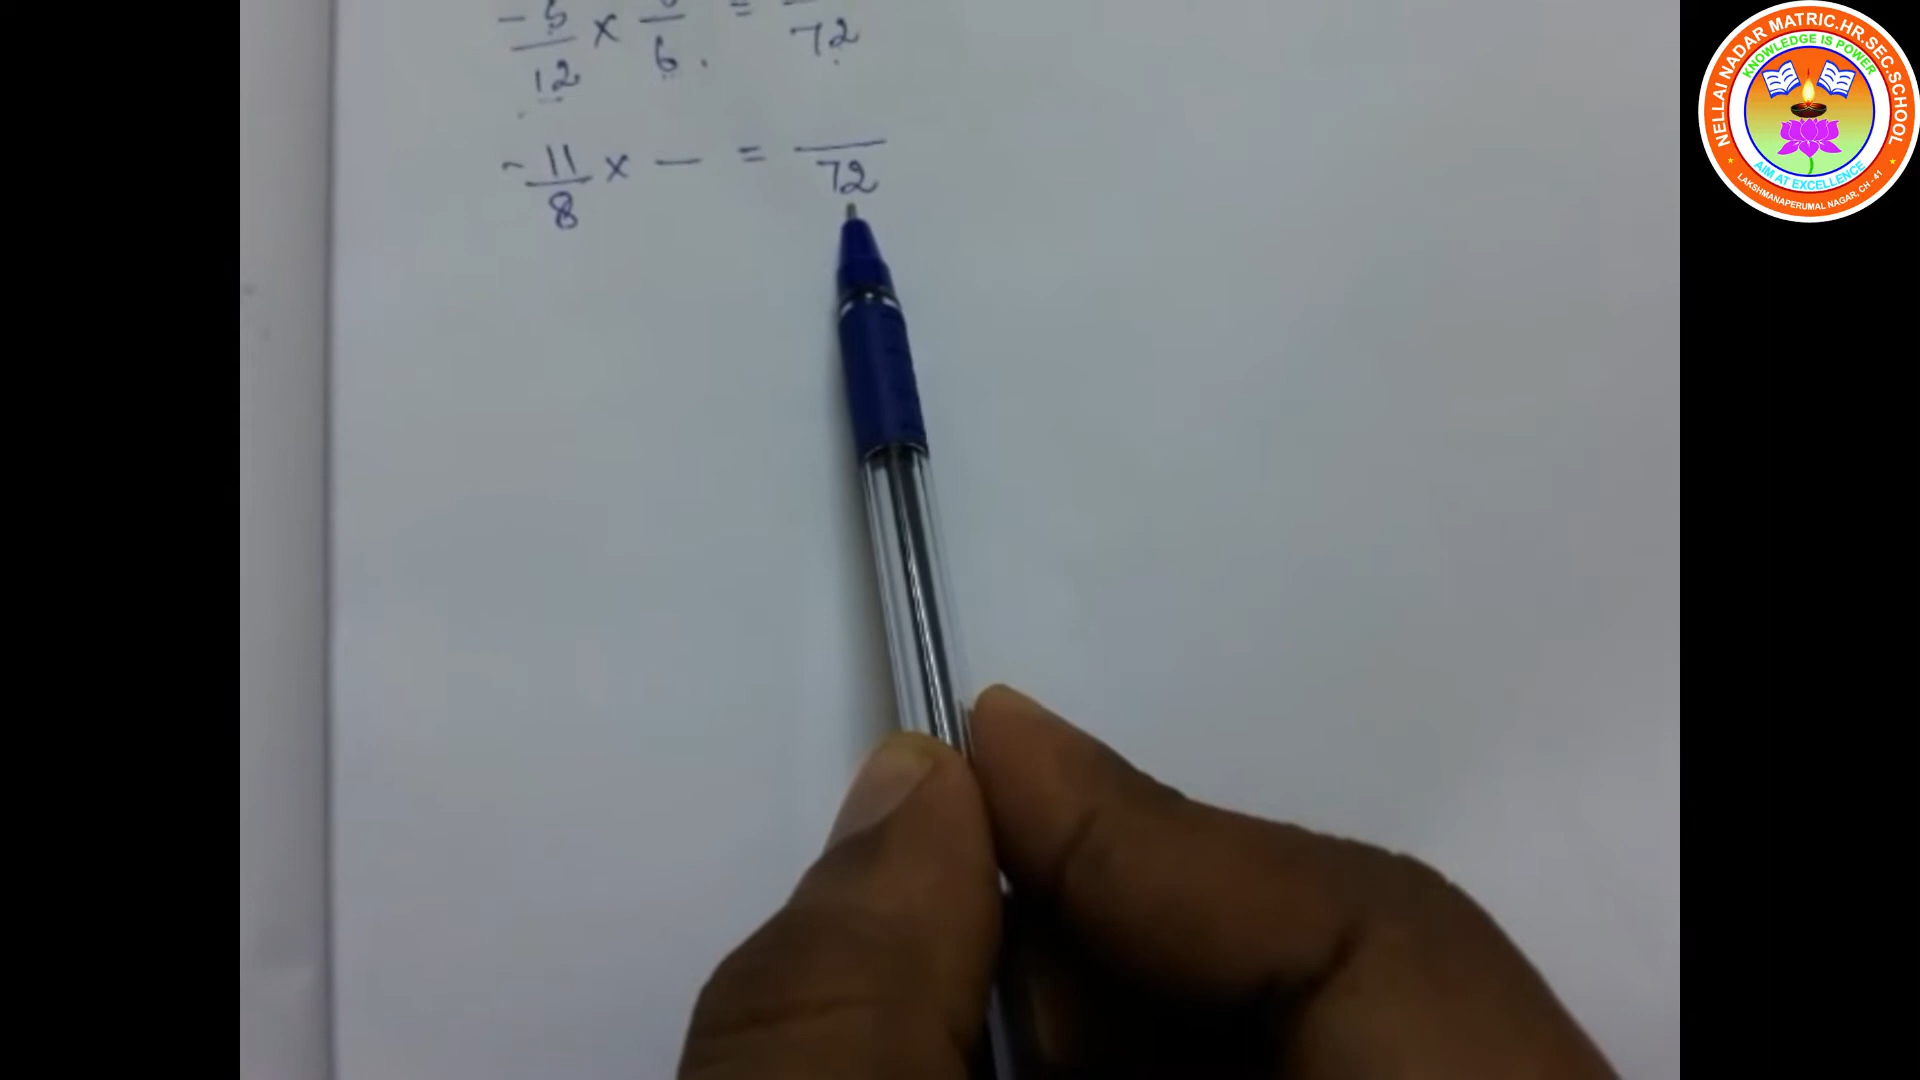 -5/12 × /6 = /72
-11/8 × — = /72
NELLAI NADAR MATRIC.HR.SEC.SCHOOL
KNOWLEDGE IS POWER
AIM AT EXCELLENCE
LAKSHMANAPERUMAL NAGAR, CH - 41